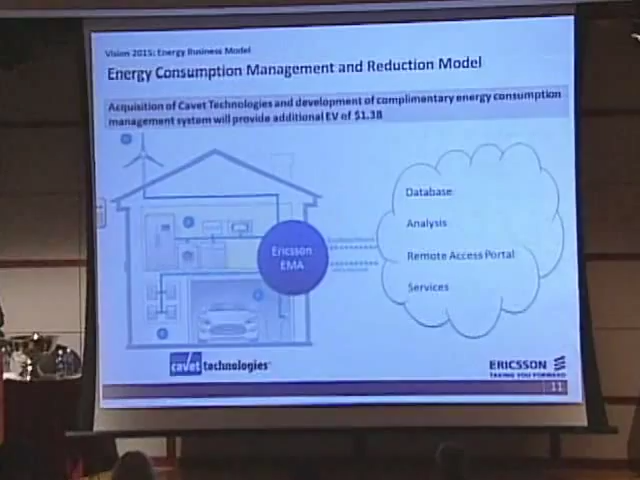 Vision 2015: Energy Business Model
Energy Consumption Management and Reduction Model
Acquisition of Cavet Technologies and development of complimentary energy consumption
management system will provide additional EV of $1.3B
Database
Analysis
Ericsson
EMA
Remote Access Portal
Services
cavet technologies
ERICSSON
TAKING YOU FORWARD
11